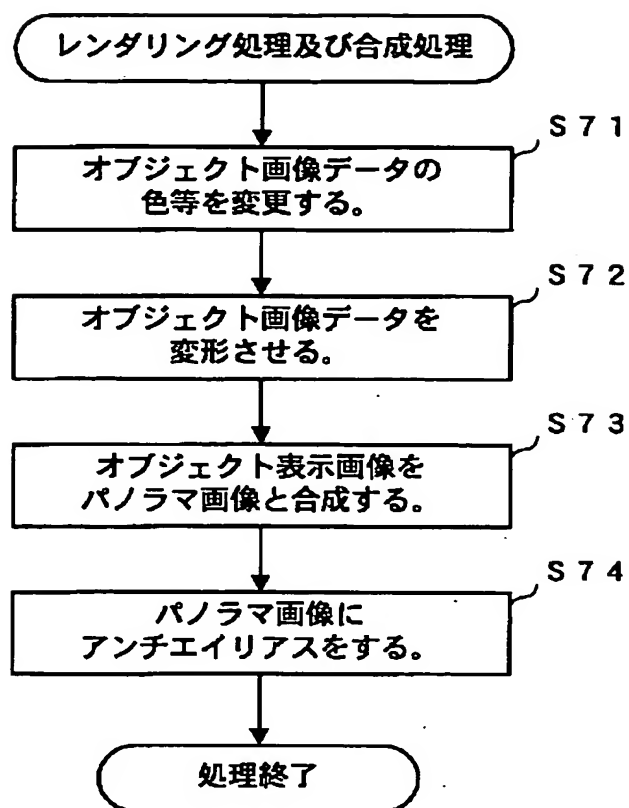 レンダリング処理及び合成処理
S71
オブジェクト画像データの
色等を変更する。
S72
オブジェクト画像データを
変形させる。
S73
オブジェクト表示画像を
パノラマ画像と合成する。
S74
パノラマ画像に
アンチエイリアスをする。
処理終了